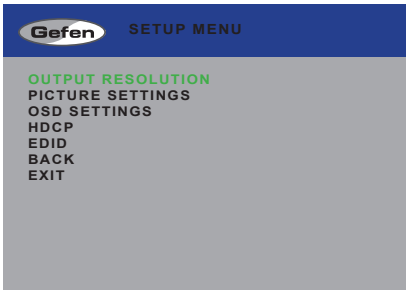 Gefen SETUP MENU
OUTPUT RESOLUTION
PICTURE SETTINGS
OSD SETTINGS
HDCP
EDID
BACK
EXIT